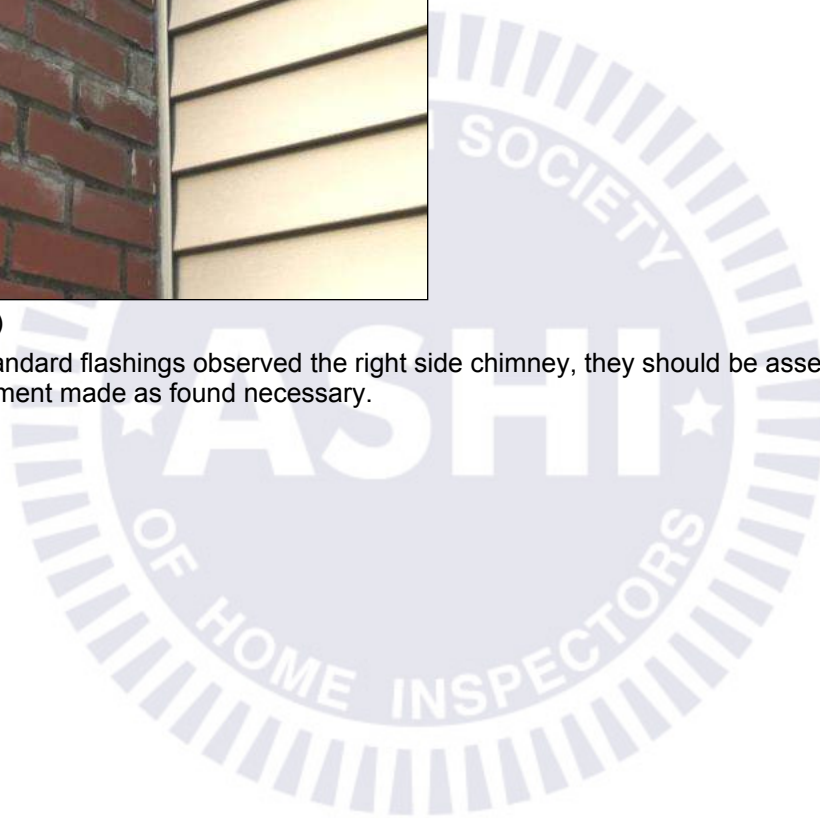 SOCIETY
)
andard flashings observed the right side chimney, they should be asse
ment made as found necessary.
ASHI
OF HOME INSPECTORS